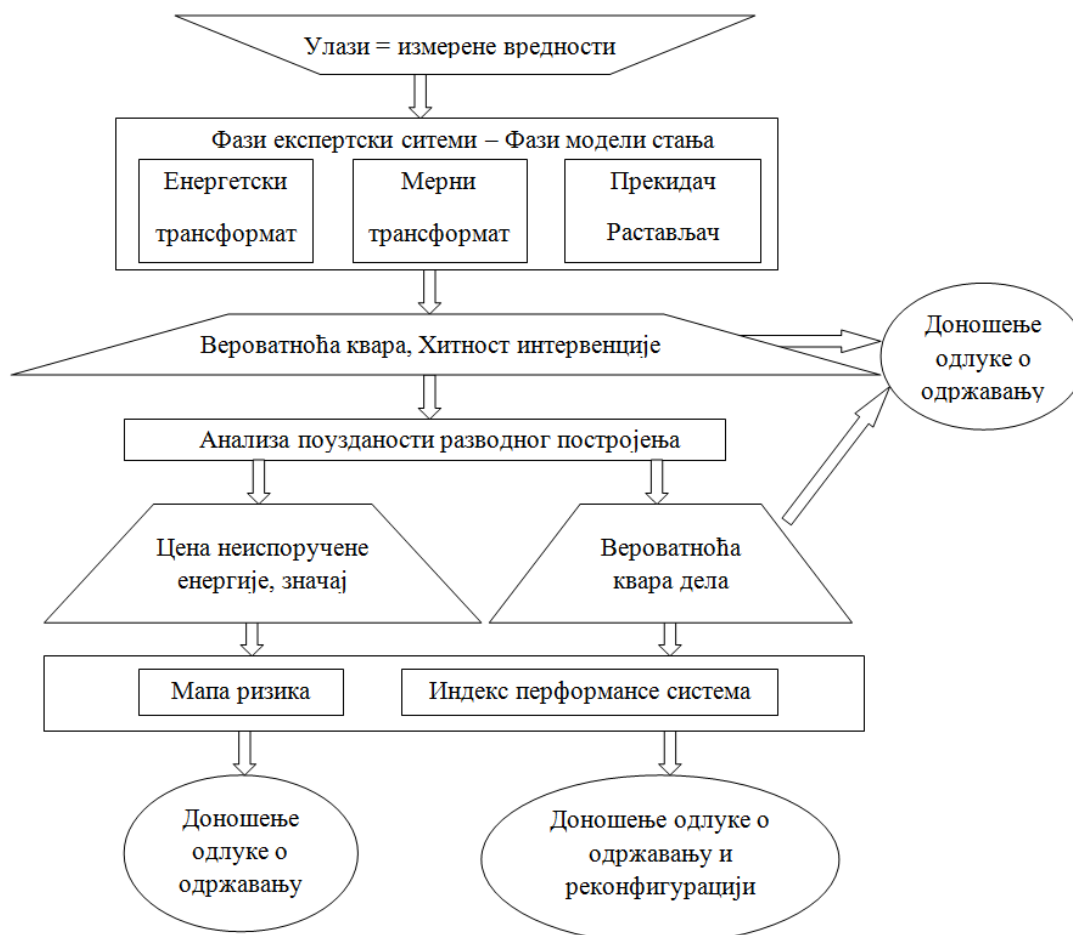 Улази = измерене вредности
Фази експертски ситеми – Фази модели стања
Енергетски
трансформат
Мерни
трансформат
Прекидач
Растављач
Вероватноћа квара, Хитност интервенције
Доношење
одлуке о
одржавању
Анализа поузданости разводног постројења
Цена неиспоручене
енергије, значај
Вероватноћа
квара дела
Мапа ризика
Индекс перформансе система
Доношење
одлуке о
одржавању
Доношење одлуке о
одржавању и
реконфигурацији